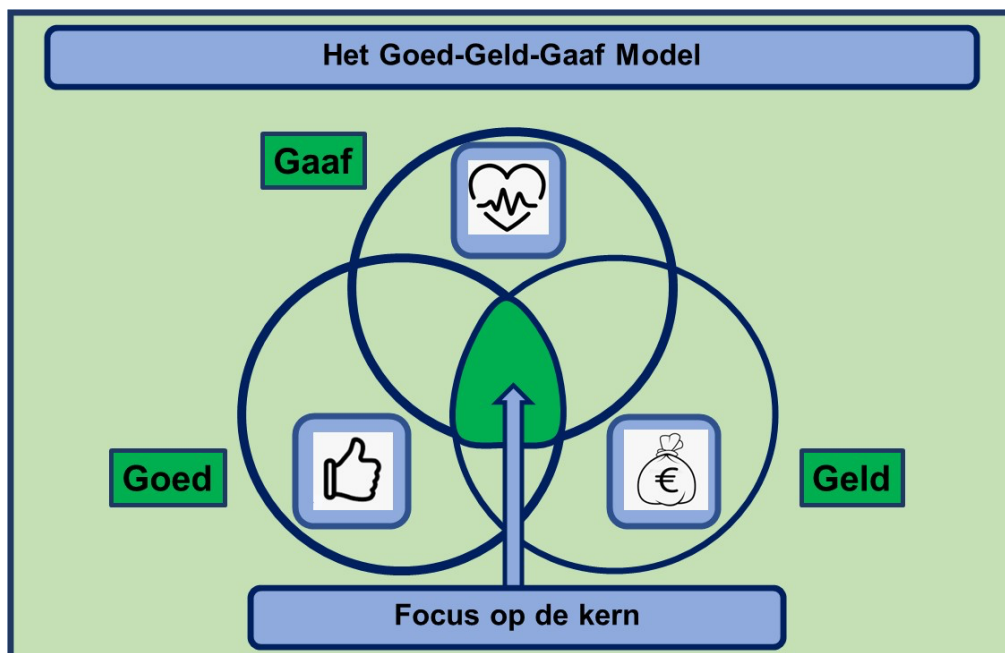 Het Goed-Geld-Gaaf Model
Gaaf
Goed
€
Geld
Focus op de kern